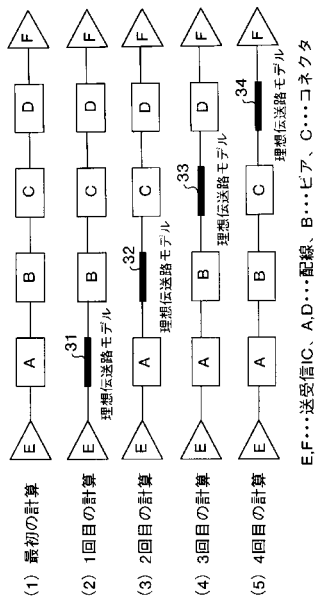 (1) 最初の計算
E A B C D F
(2) 1回目の計算
E 31 B C D F
理想伝送路モデル
(3) 2回目の計算
E A 32 C D F
理想伝送路モデル
(4) 3回目の計算
E A B 33 D F
理想伝送路モデル
(5) 4回目の計算
E A B C 34 F
理想伝送路モデル
E,F･･･送受信IC、A,D･･･配線、B･･･ビア、C･･･コネクタ